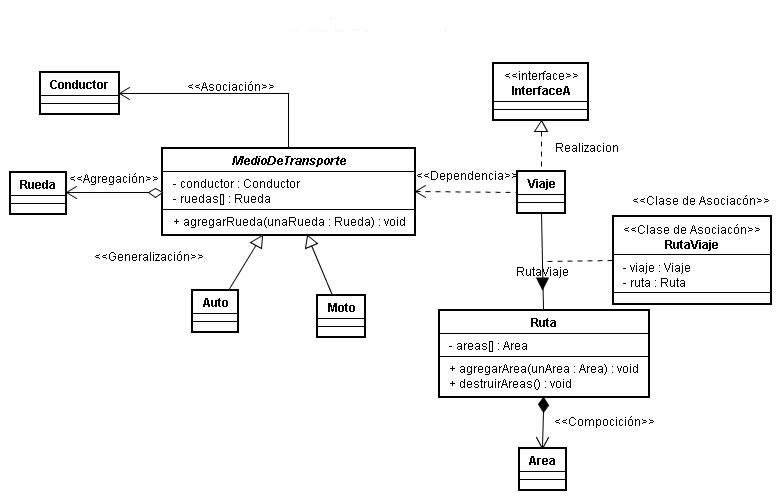 Conductor
<<Asociación>>
<<interface>>
InterfaceA
Realizacion
MedioDeTransporte
- conductor : Conductor
- ruedas[] : Rueda
+ agregarRueda(unaRueda : Rueda) : void
Rueda
<<Agregación>>
<<Dependencia>>
Viaje
<<Clase de Asociacón>>
<<Clase de Asociacón>>
RutaViaje
- viaje : Viaje
- ruta : Ruta
<<Generalización>>
RutaViaje
Auto
Moto
Ruta
- areas[] : Area
+ agregarArea(unArea : Area) : void
+ destruirAreas() : void
<<Compocición>>
Area